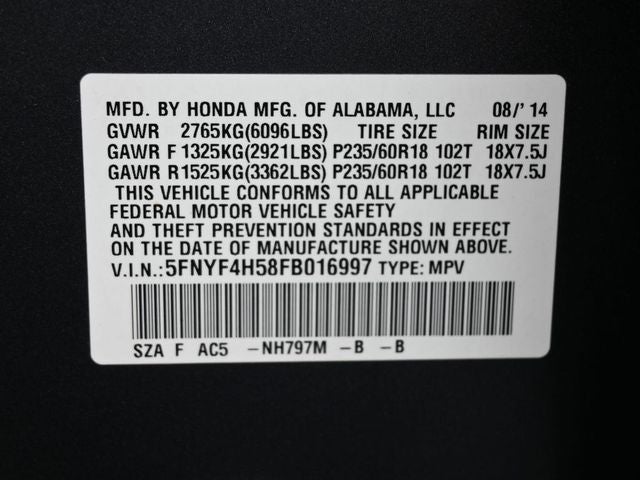 MFD. BY HONDA MFG. OF ALABAMA, LLC 08/'14
GVWR 2765KG(6096LBS) TIRE SIZE RIM SIZE
GAWR F 1325KG(2921LBS) P235/60R18 102T 18X7.5J
GAWR R 1525KG(3362LBS) P235/60R18 102T 18X7.5J
THIS VEHICLE CONFORMS TO ALL APPLICABLE
FEDERAL MOTOR VEHICLE SAFETY
AND THEFT PREVENTION STANDARDS IN EFFECT
ON THE DATE OF MANUFACTURE SHOWN ABOVE.
V.I.N.:5FNYF4H58FB016997 TYPE: MPV
SZA F AC5 -NH797M -B -B